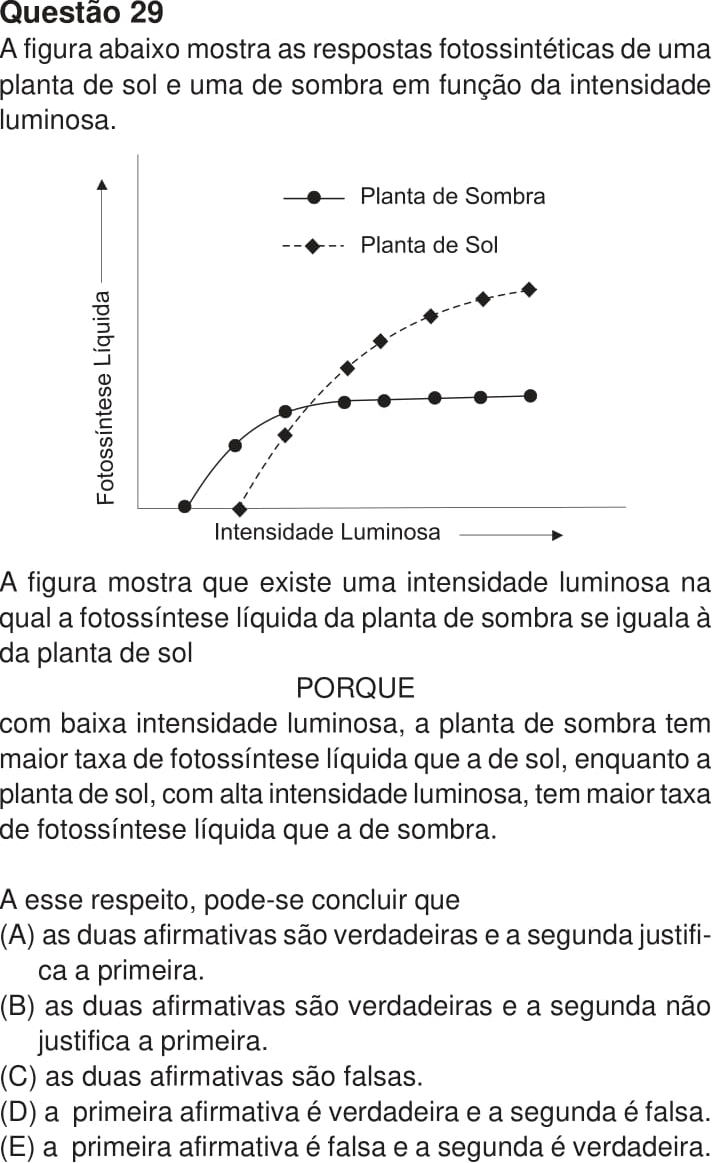 Questão 29
A figura abaixo mostra as respostas fotossintéticas de uma
planta de sol e uma de sombra em função da intensidade
luminosa.
Planta de Sombra
Planta de Sol
Fotossíntese Líquida
Intensidade Luminosa
A figura mostra que existe uma intensidade luminosa na
qual a fotossíntese líquida da planta de sombra se iguala à
da planta de sol
PORQUE
com baixa intensidade luminosa, a planta de sombra tem
maior taxa de fotossíntese líquida que a de sol, enquanto a
planta de sol, com alta intensidade luminosa, tem maior taxa
de fotossíntese líquida que a de sombra.
A esse respeito, pode-se concluir que
(A) as duas afirmativas são verdadeiras e a segunda justifi-
ca a primeira.
(B) as duas afirmativas são verdadeiras e a segunda não
justifica a primeira.
(C) as duas afirmativas são falsas.
(D) a primeira afirmativa é verdadeira e a segunda é falsa.
(E) a primeira afirmativa é falsa e a segunda é verdadeira.